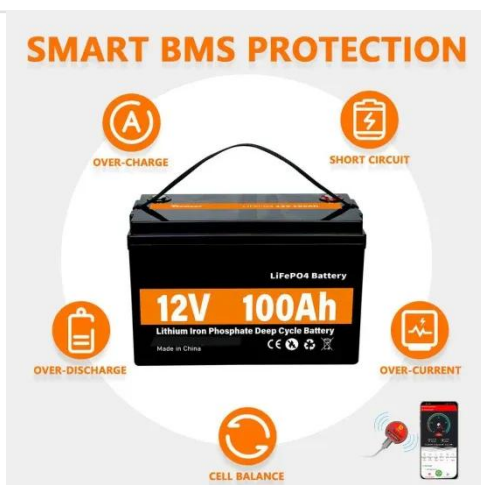 SMART BMS PROTECTION
OVER-CHARGE
SHORT CIRCUIT
LiFePO4 Battery
12V 100Ah
Lithium Iron Phosphate Deep Cycle Battery
Made in China
CE
OVER-DISCHARGE
OVER-CURRENT
CELL BALANCE